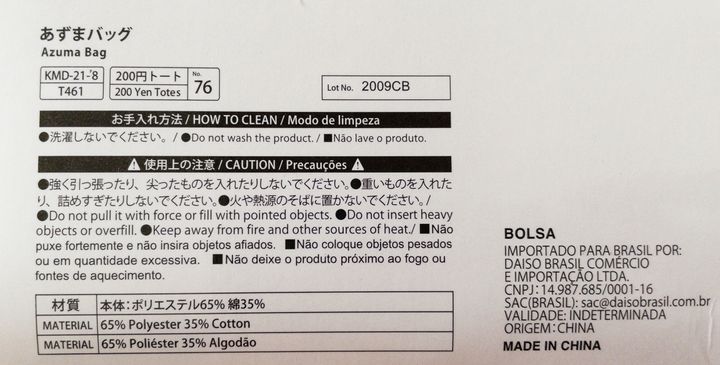 あずまバッグ
Azuma Bag
KMD-21-'8
T461
200円トート
200 Yen Totes
No.
76
Lot No. 2009CB
お手入れ方法 / HOW TO CLEAN / Modo de limpeza
●洗濯しないでください。 / ●Do not wash the product. / ■Não lave o produto.
⚠ 使用上の注意 / CAUTION / Precauções ⚠
●強く引っ張ったり、尖ったものを入れたりしないでください。●重いものを入れた
り、詰めすぎたりしないでください。●火や熱源のそばに置かないでください。/
●Do not pull it with force or fill with pointed objects. ●Do not insert heavy
objects or overfill. ●Keep away from fire and other sources of heat./ ■Não
puxe fortemente e não insira objetos afiados. ■Não coloque objetos pesados
ou em quantidade excessiva. ■Não deixe o produto próximo ao fogo ou
fontes de aquecimento.
材質 本体：ポリエステル65% 綿35%
MATERIAL 65% Polyester 35% Cotton
MATERIAL 65% Poliéster 35% Algodão
BOLSA
IMPORTADO PARA BRASIL POR:
DAISO BRASIL COMÉRCIO
E IMPORTAÇÃO LTDA.
CNPJ: 14.987.685/0001-16
SAC(BRASIL): sac@daisobrasil.com.br
VALIDADE: INDETERMINADA
ORIGEM: CHINA
MADE IN CHINA